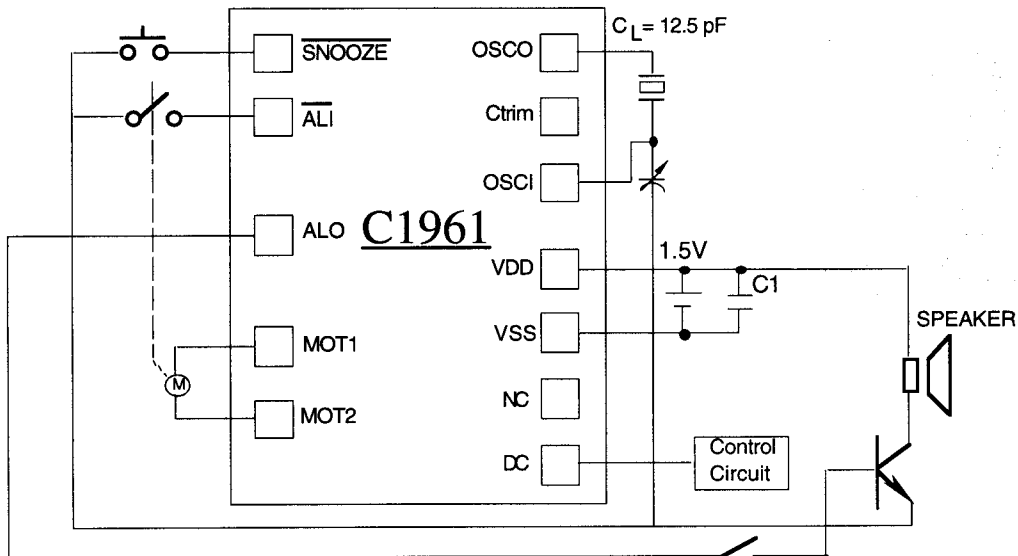 C L = 12.5 pF
SNOOZE
OSCO
ALI
Ctrim
OSCI
ALO
C1961
VDD
1.5V
C1
VSS
SPEAKER
MOT1
M
MOT2
NC
DC
Control
Circuit